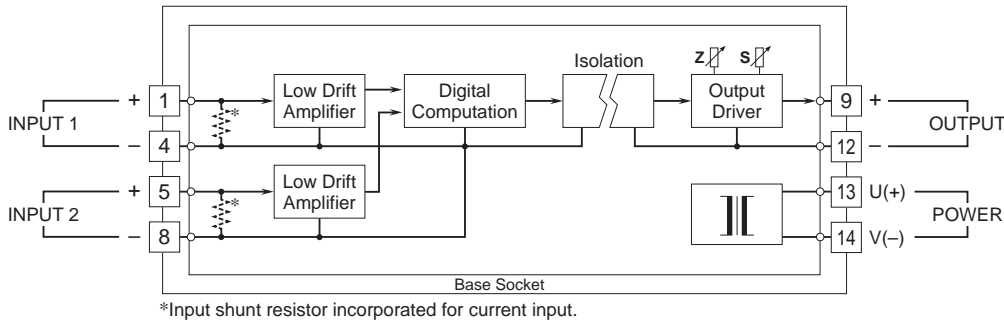 Isolation
Z S
+ 1
Low Drift
Amplifier
Digital
Computation
Output
Driver
9 +
INPUT 1
*
OUTPUT
– 4
12 –
+ 5
Low Drift
Amplifier
13 U(+)
INPUT 2
*
POWER
– 8
14 V(–)
Base Socket
*Input shunt resistor incorporated for current input.